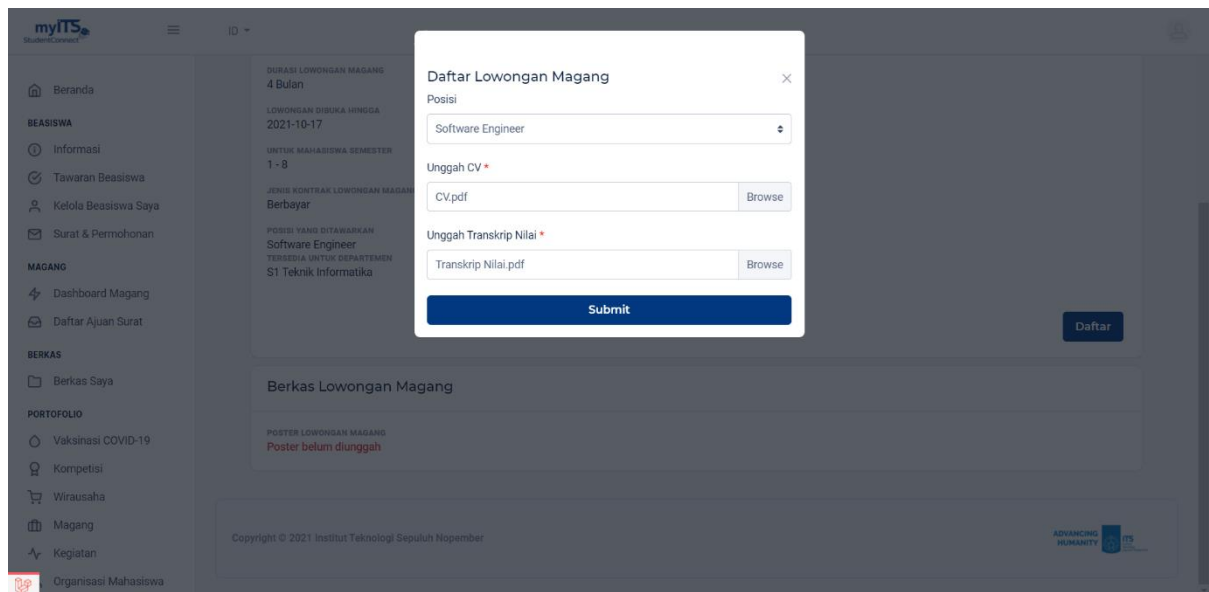 myITS
StudentConnect
ID
Beranda
BEASISWA
Informasi
Tawaran Beasiswa
Kelola Beasiswa Saya
Surat & Permohonan
MAGANG
Dashboard Magang
Daftar Ajuan Surat
BERKAS
Berkas Saya
PORTOFOLIO
Vaksinasi COVID-19
Kompetisi
Wirausaha
Magang
Kegiatan
Organisasi Mahasiswa
DURASI LOWONGAN MAGANG
4 Bulan
LOWONGAN DIBUKA HINGGA
2021-10-17
UNTUK MAHASISWA SEMESTER
1 - 8
JENIS KONTRAK LOWONGAN MAGANG
Berbayar
POSISI YANG DITAWARKAN
Software Engineer
TERSEDIA UNTUK DEPARTEMEN
S1 Teknik Informatika
Daftar Lowongan Magang
×
Posisi
Software Engineer
Unggah CV *
CV.pdf Browse
Unggah Transkrip Nilai *
Transkrip Nilai.pdf Browse
Submit
Daftar
Berkas Lowongan Magang
POSTER LOWONGAN MAGANG
Poster belum diunggah
Copyright © 2021 Institut Teknologi Sepuluh Nopember
ADVANCING
HUMANITY
ITS